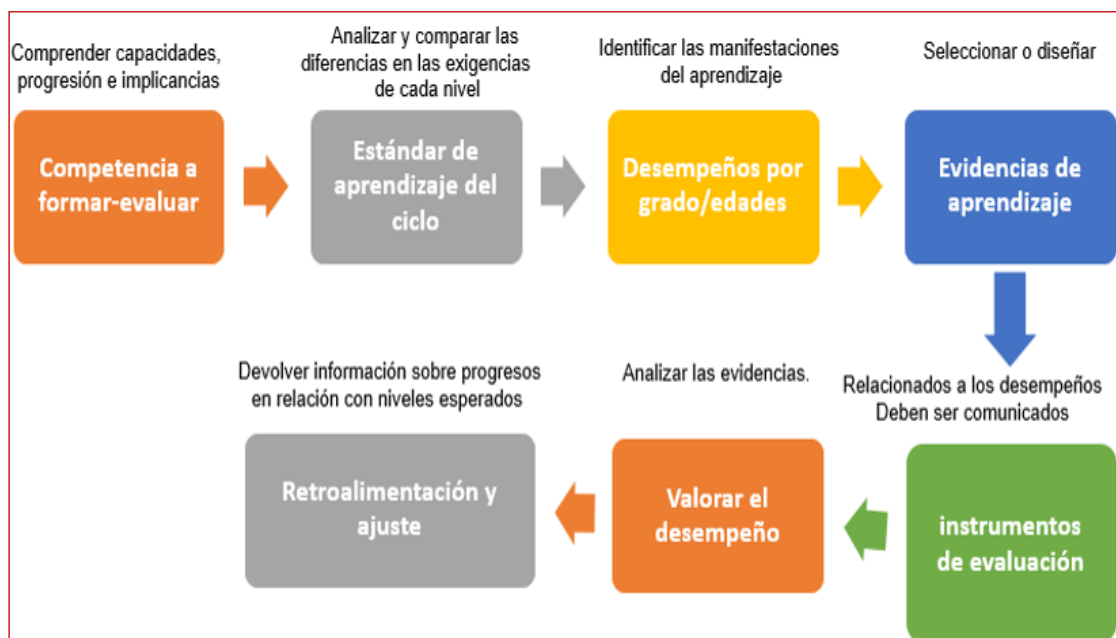 Comprender capacidades,
progresión e implicancias
Competencia a
formar-evaluar
Analizar y comparar las
diferencias en las exigencias
de cada nivel
Estándar de
aprendizaje del
ciclo
Identificar las manifestaciones
del aprendizaje
Desempeños por
grado/edades
Seleccionar o diseñar
Evidencias de
aprendizaje
Relacionados a los desempeños
Deben ser comunicados
instrumentos
de evaluación
Analizar las evidencias.
Valorar el
desempeño
Devolver información sobre progresos
en relación con niveles esperados
Retroalimentación y
ajuste